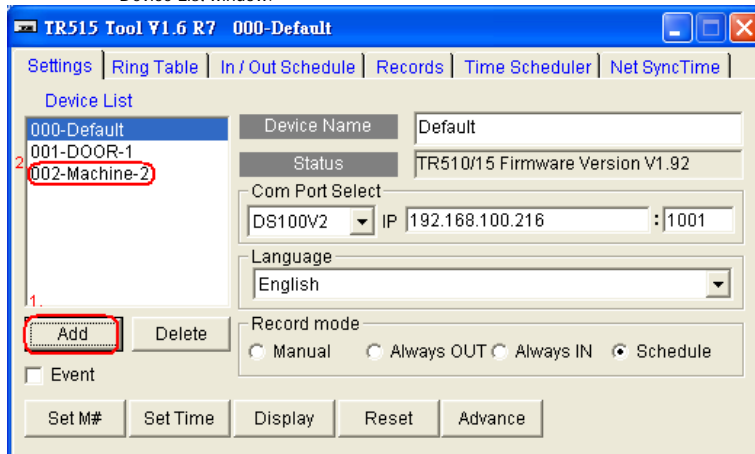 TR515 Tool V1.6 R7 000-Default
Settings Ring Table In / Out Schedule Records Time Scheduler Net SyncTime
Device List
000-Default
001-DOOR-1
2
002-Machine-2
1.
Add Delete
Event
Device Name Default
Status TR510/15 Firmware Version V1.92
Com Port Select
DS100V2 IP 192.168.100.216 : 1001
Language
English
Record mode
Manual Always OUT Always IN Schedule
Set M# Set Time Display Reset Advance